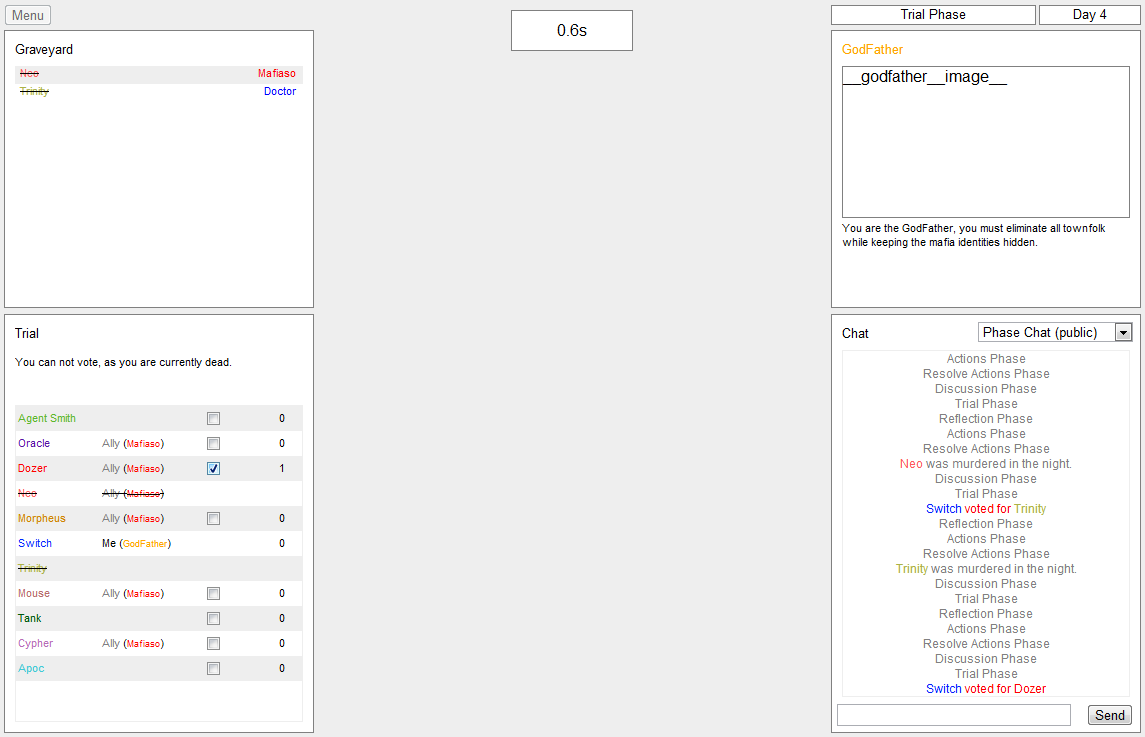 Menu
0.6s
Trial Phase
Day 4
Graveyard
Neo Mafiaso
Trinity Doctor
GodFather
__godfather__image__
You are the GodFather, you must eliminate all townfolk
while keeping the mafia identities hidden.
Trial
You can not vote, as you are currently dead.
Agent Smith 0
Oracle Ally (Mafiaso) 0
Dozer Ally (Mafiaso) 1
Neo Ally (Mafiaso)
Morpheus Ally (Mafiaso) 0
Switch Me (GodFather) 0
Trinity
Mouse Ally (Mafiaso) 0
Tank 0
Cypher Ally (Mafiaso) 0
Apoc 0
Chat
Phase Chat (public)
Actions Phase
Resolve Actions Phase
Discussion Phase
Trial Phase
Reflection Phase
Actions Phase
Resolve Actions Phase
Neo was murdered in the night.
Discussion Phase
Trial Phase
Switch voted for Trinity
Reflection Phase
Actions Phase
Resolve Actions Phase
Trinity was murdered in the night.
Discussion Phase
Trial Phase
Reflection Phase
Actions Phase
Resolve Actions Phase
Discussion Phase
Trial Phase
Switch voted for Dozer
Send